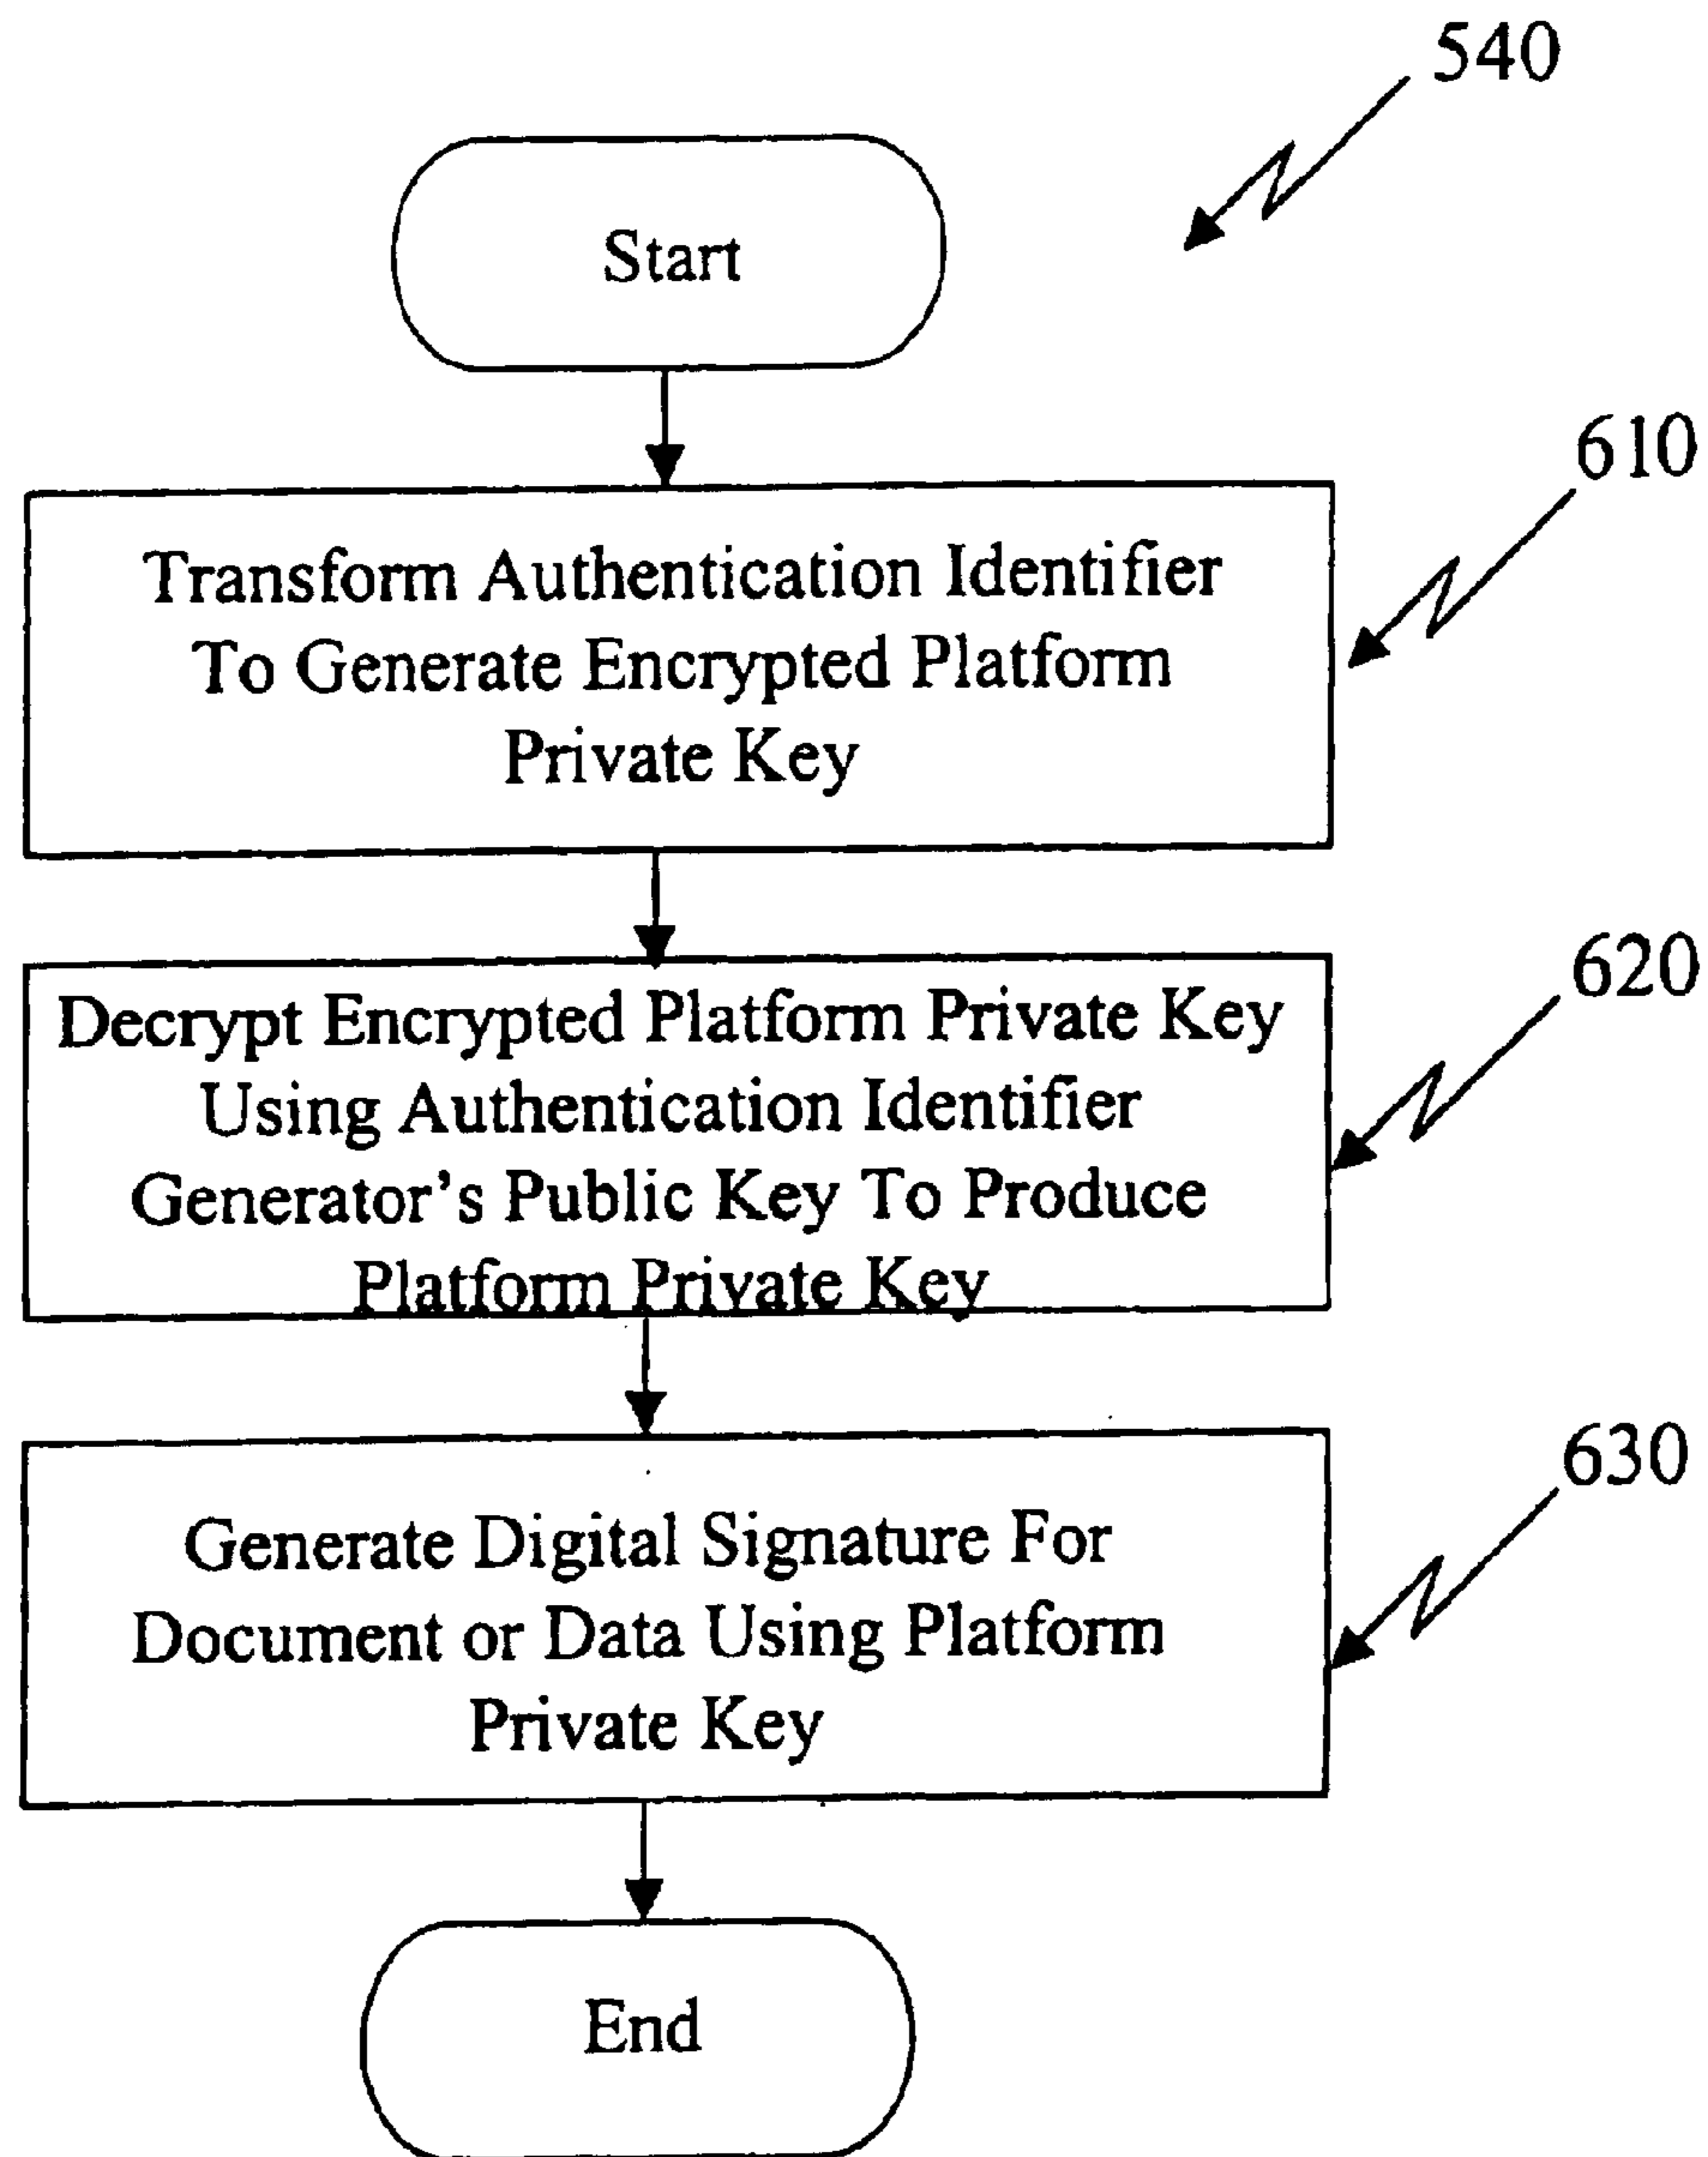 540
Start
610
Transform Authentication Identifier
To Generate Encrypted Platform
Private Key
620
Decrypt Encrypted Platform Private Key
Using Authentication Identifier
Generator's Public Key To Produce
Platform Private Key
630
Generate Digital Signature For
Document or Data Using Platform
Private Key
End